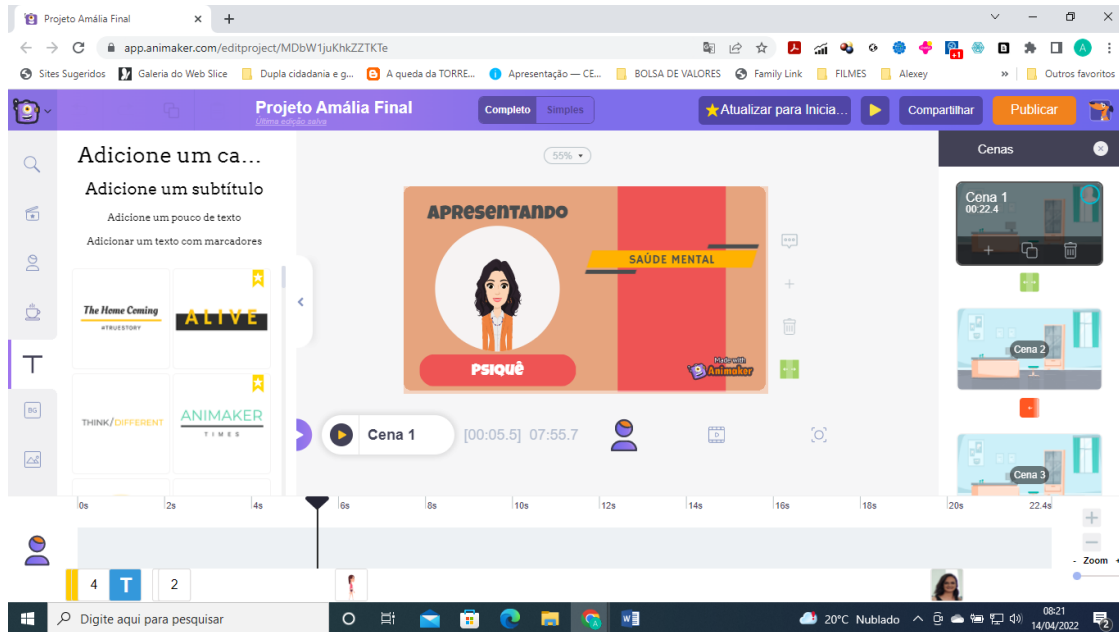 Projeto Amália Final
app.animaker.com/editproject/MDbW1juKhkZZTKTe
A
+1
Sites Sugeridos
Galeria do Web Slice
Dupla cidadania e g...
A queda da TORRE...
Apresentação — CE...
BOLSA DE VALORES
Family Link
FILMES
Alexey
»
Outros favoritos
Projeto Amália Final
Última edição salva
Completo
Simples
Atualizar para Inicia...
Compartilhar
Publicar
Adicione um ca...
Adicione um subtítulo
Adicione um pouco de texto
Adicionar um texto com marcadores
The Home Coming
#TRUESTORY
ALIVE
THINK/DIFFERENT
ANIMAKER
TIMES
T
BG
55%
APRESENTANDO
SAÚDE MENTAL
PSIQUÊ
Made with
Animaker
Cenas
Cena 1
00:22.4
Cena 2
Cena 3
Cena 1
[00:05.5] 07:55.7
0s 2s 4s 6s 8s 10s 12s 14s 16s 18s 20s 22.4s
- Zoom +
4 T 2
Digite aqui para pesquisar
20°C Nublado
08:21
14/04/2022
2